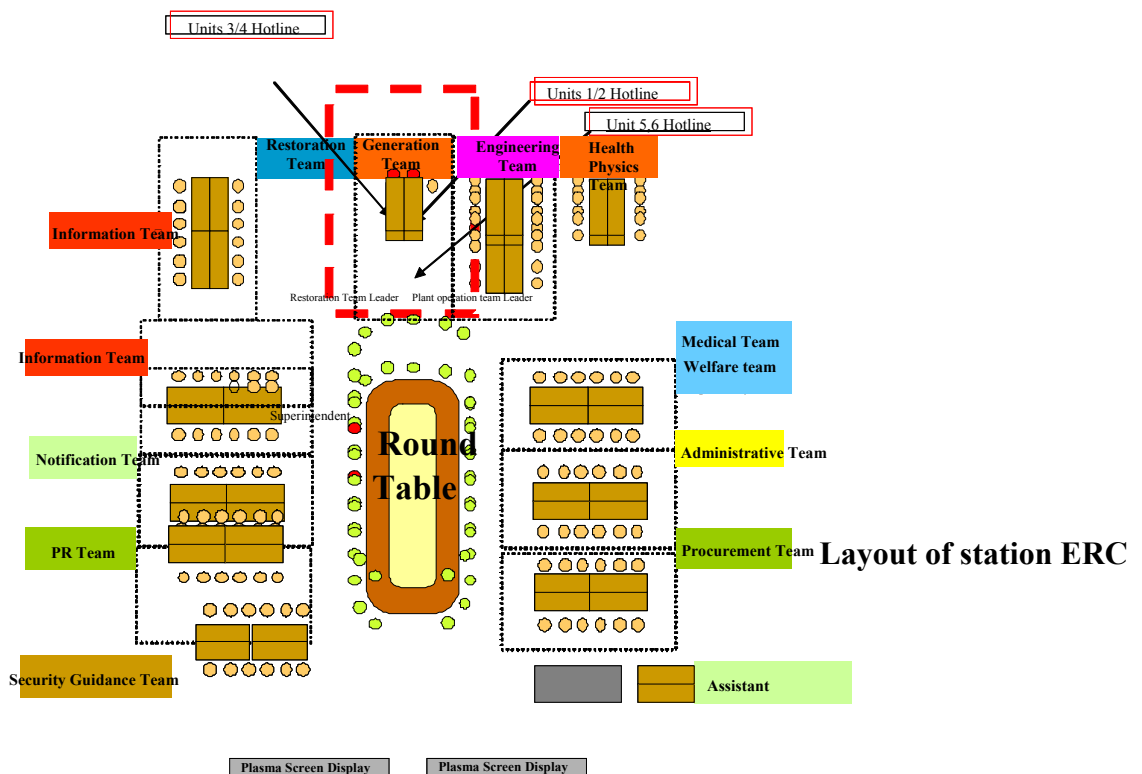 Units 3/4 Hotline
Units 1/2 Hotline
Unit 5,6 Hotline
Restoration
Team
Generation
Team
Engineering
Team
Health
Physics
Team
Information Team
Restoration Team Leader
Plant operation team Leader
Information Team
Medical Team
Welfare team
Superintendent
Round
Table
Notification Team
Administrative Team
PR Team
Procurement Team
Layout of station ERC
Security Guidance Team
Assistant
Plasma Screen Display
Plasma Screen Display